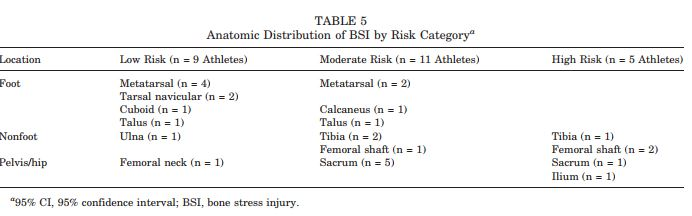 TABLE 5
Anatomic Distribution of BSI by Risk Categoryᵃ
Location Low Risk (n = 9 Athletes) Moderate Risk (n = 11 Athletes) High Risk (n = 5 Athletes)
Foot Metatarsal (n = 4) Metatarsal (n = 2)
Tarsal navicular (n = 2)
Cuboid (n = 1) Calcaneus (n = 1)
Talus (n = 1) Talus (n = 1)
Nonfoot Ulna (n = 1) Tibia (n = 2) Tibia (n = 1)
Femoral shaft (n = 1) Femoral shaft (n = 2)
Pelvis/hip Femoral neck (n = 1) Sacrum (n = 5) Sacrum (n = 1)
Ilium (n = 1)
ᵃ95% CI, 95% confidence interval; BSI, bone stress injury.